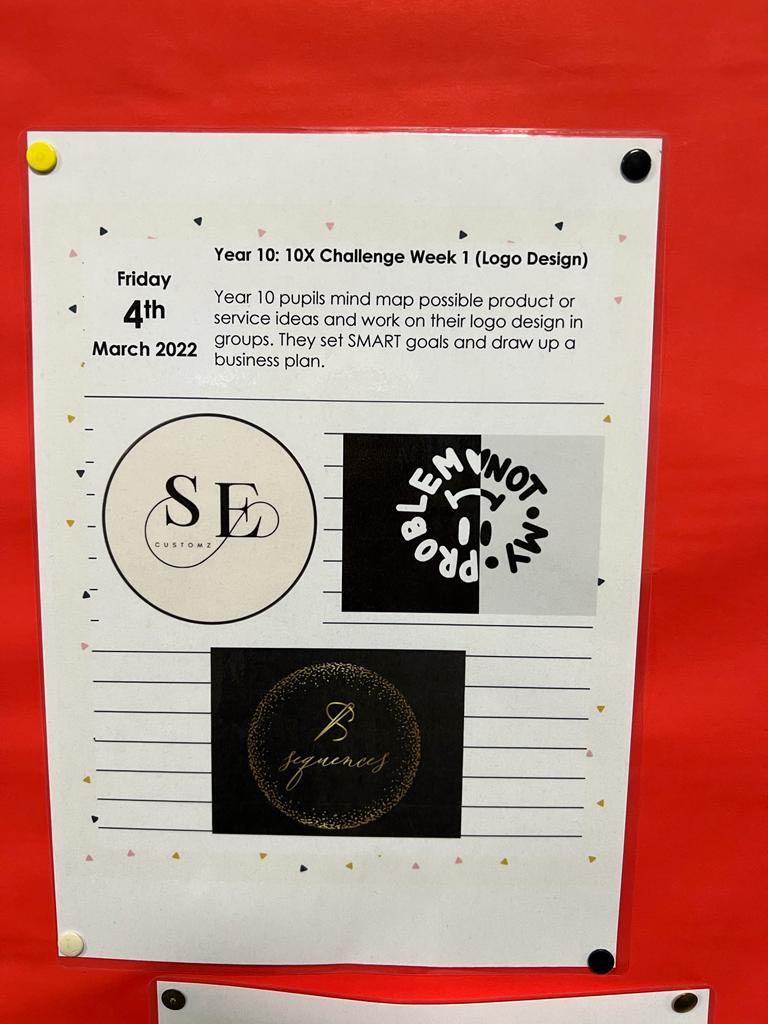 Friday
4th
March 2022
Year 10: 10X Challenge Week 1 (Logo Design)
Year 10 pupils mind map possible product or
service ideas and work on their logo design in
groups. They set SMART goals and draw up a
business plan.
SE
CUSTOMZ
NOT • MY • PROBLEM
sequences